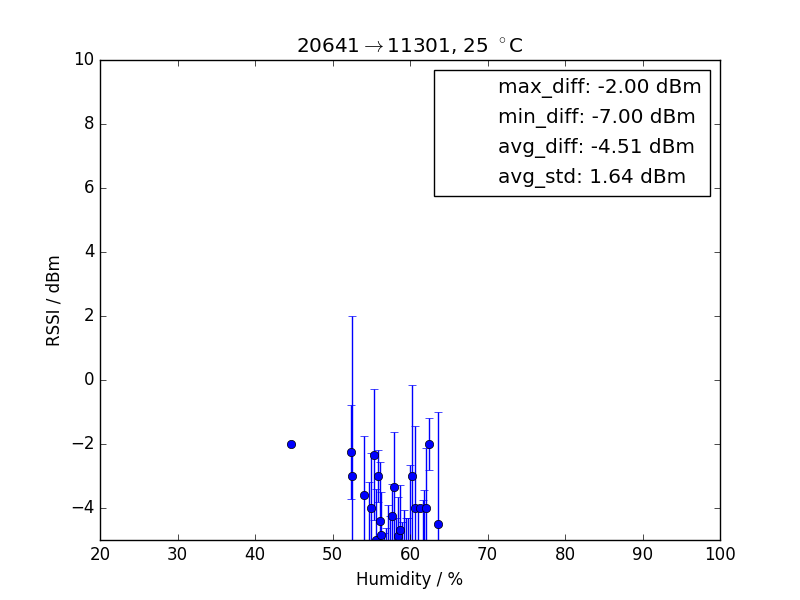 20641→11301, 25 °C
max_diff: -2.00 dBm
min_diff: -7.00 dBm
avg_diff: -4.51 dBm
avg_std: 1.64 dBm
10
8
6
4
2
0
−2
−4
RSSI / dBm
20 30 40 50 60 70 80 90 100
Humidity / %